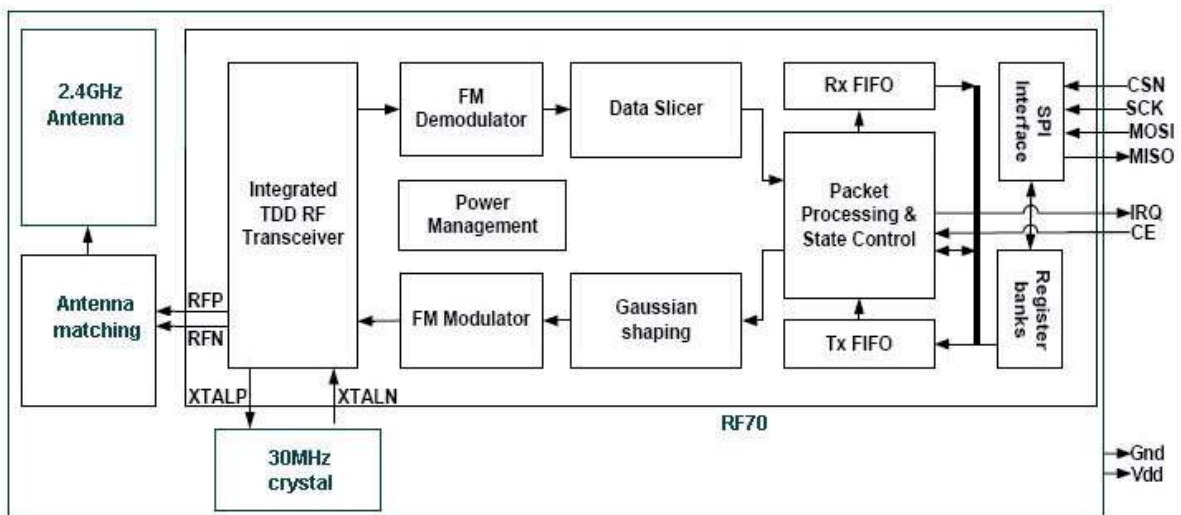 2.4GHz
Antenna
Antenna
matching
RFP
RFN
XTALP
XTALN
30MHz
crystal
Integrated
TDD RF
Transceiver
FM
Demodulator
Data Slicer
Power
Management
FM Modulator
Gaussian
shaping
Rx FIFO
Packet
Processing &
State Control
Tx FIFO
SPI
Interface
Register
banks
CSN
SCK
MOSI
MISO
IRQ
CE
RF70
Gnd
Vdd